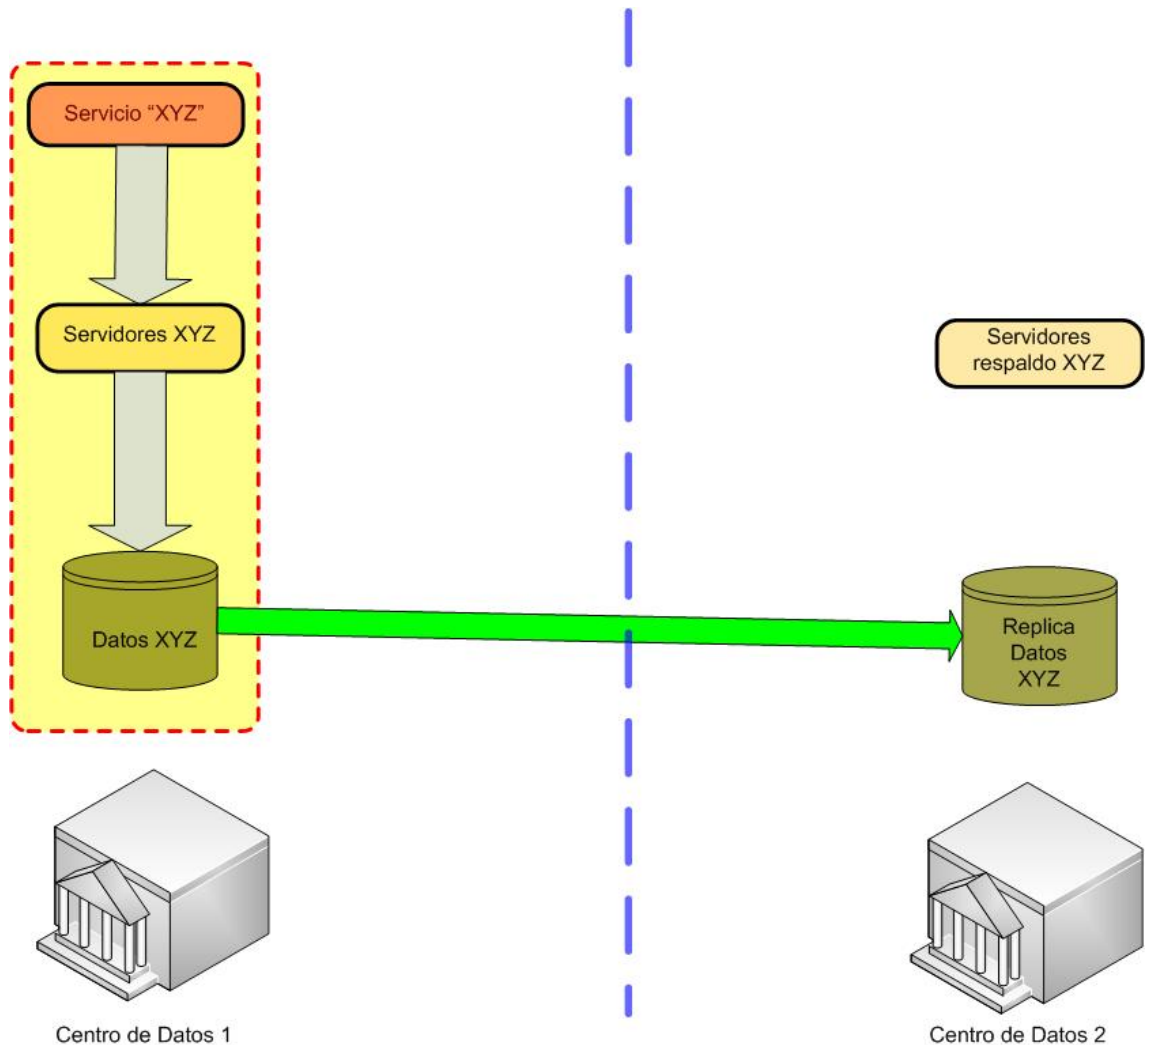 Servicio “XYZ”
Servidores XYZ
Servidores
respaldo XYZ
Datos XYZ
Replica
Datos
XYZ
Centro de Datos 1
Centro de Datos 2